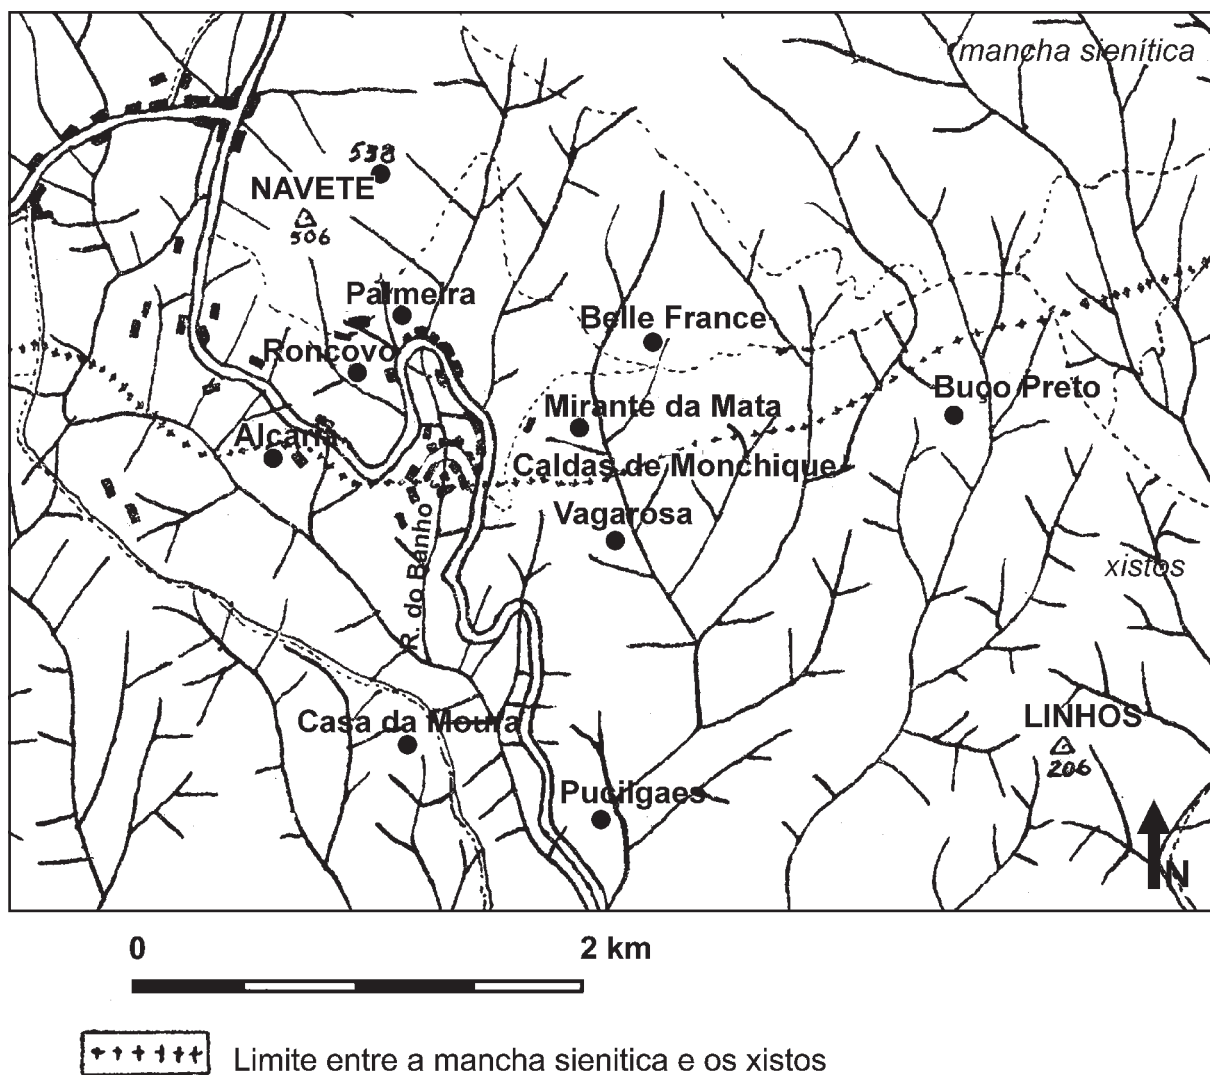 mancha sienítica
538
NAVETE
506
Palmeira
Belle France
Roncovo
Buço Preto
Mirante da Mata
Alcaria
Caldas de Monchique
Vagarosa
R. do Banho
xistos
Casa da Moura
LINHOS
206
Pucilgaes
N
0 2 km
Limite entre a mancha sienitica e os xistos